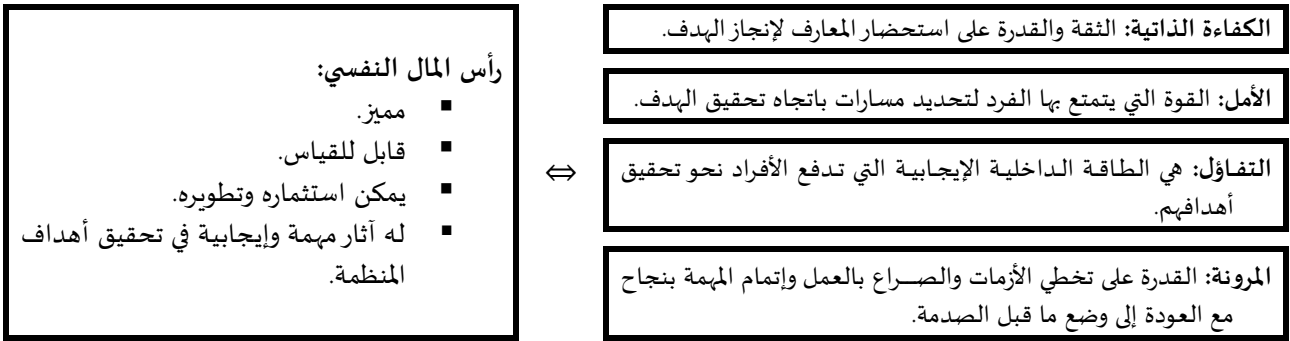 الكفاءة الذاتية: الثقة والقدرة على استحضار المعارف لإنجاز الهدف.
الأمل: القوة التي يتمتع بها الفرد لتحديد مسارات باتجاه تحقيق الهدف.
التفاؤل: هي الطاقة الداخلية الإيجابية التي تدفع الأفراد نحو تحقيق
أهدافهم.
المرونة: القدرة على تخطي الأزمات والصراع بالعمل وإتمام المهمة بنجاح
مع العودة إلى وضع ما قبل الصدمة.
⇔
رأس المال النفسي:
▪ مميز.
▪ قابل للقياس.
▪ يمكن استثماره وتطويره.
▪ له آثار مهمة وإيجابية في تحقيق أهداف
المنظمة.